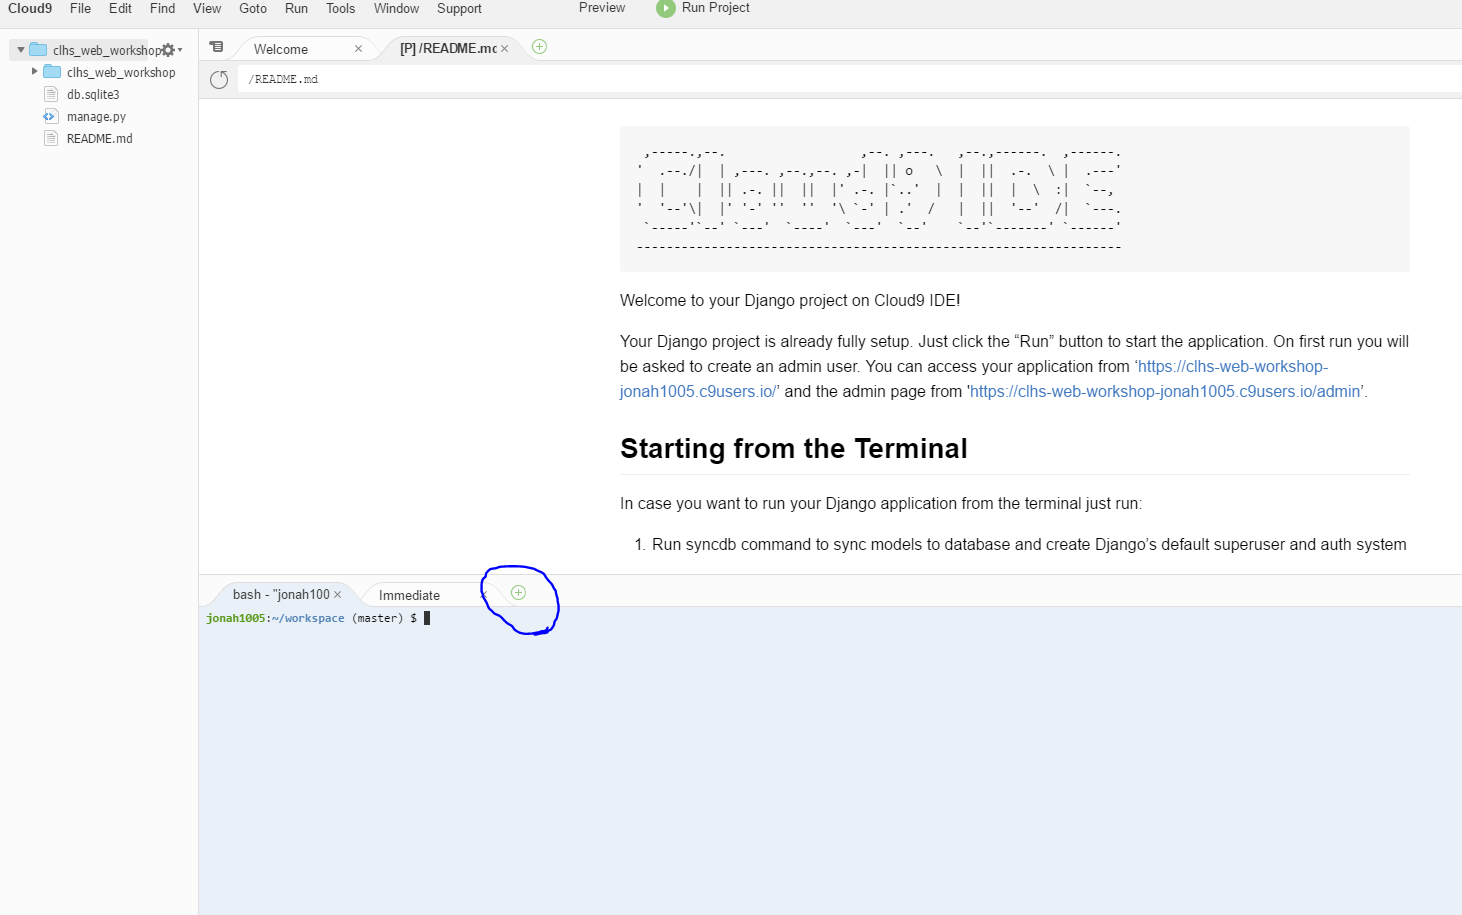 Cloud9 File Edit Find View Goto Run Tools Window Support Preview Run Project
clhs_web_workshop
clhs_web_workshop
db.sqlite3
manage.py
README.md
Welcome [P] /README.mc
/README.md
 ,-----.,--.                  ,--. ,---.   ,--.,------.  ,------.
'  .--./|  | ,---. ,--.,--. ,-|  || o   \  |  ||  .-.  \ |  .---'
|  |    |  || .-. ||  ||  |' .-. |`..'  |  |  ||  |  \  :|  `--,
'  '--'\|  |' '-' ''  ''  '\ `-' | .'  /   |  ||  '--'  /|  `---.
 `-----'`--' `---'  `----'  `---'  `--'    `--'`-------' `------'
-----------------------------------------------------------------
Welcome to your Django project on Cloud9 IDE!
Your Django project is already fully setup. Just click the “Run” button to start the application. On first run you will
be asked to create an admin user. You can access your application from ‘https://clhs-web-workshop-
jonah1005.c9users.io/’ and the admin page from 'https://clhs-web-workshop-jonah1005.c9users.io/admin’.
Starting from the Terminal
In case you want to run your Django application from the terminal just run:
1. Run syncdb command to sync models to database and create Django’s default superuser and auth system
bash - "jonah100 Immediate
jonah1005:~/workspace (master) $